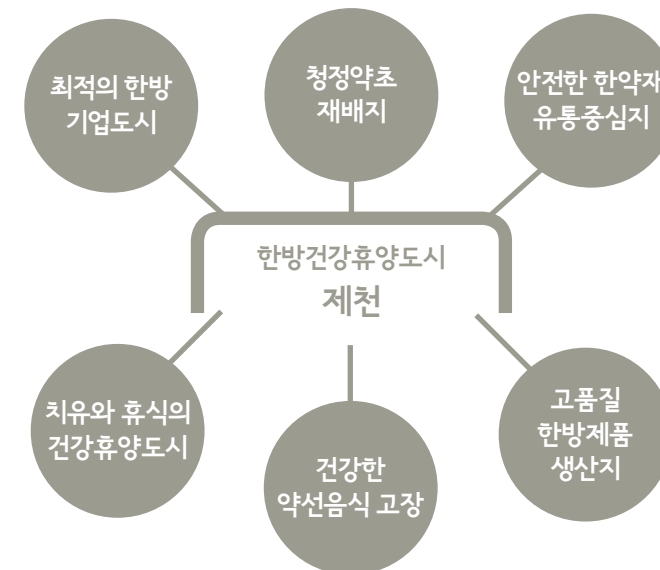 최적의 한방
기업도시
청정약초
재배지
안전한 한약재
유통중심지
한방건강휴양도시
제천
치유와 휴식의
건강휴양도시
건강한
약선음식 고장
고품질
한방제품
생산지